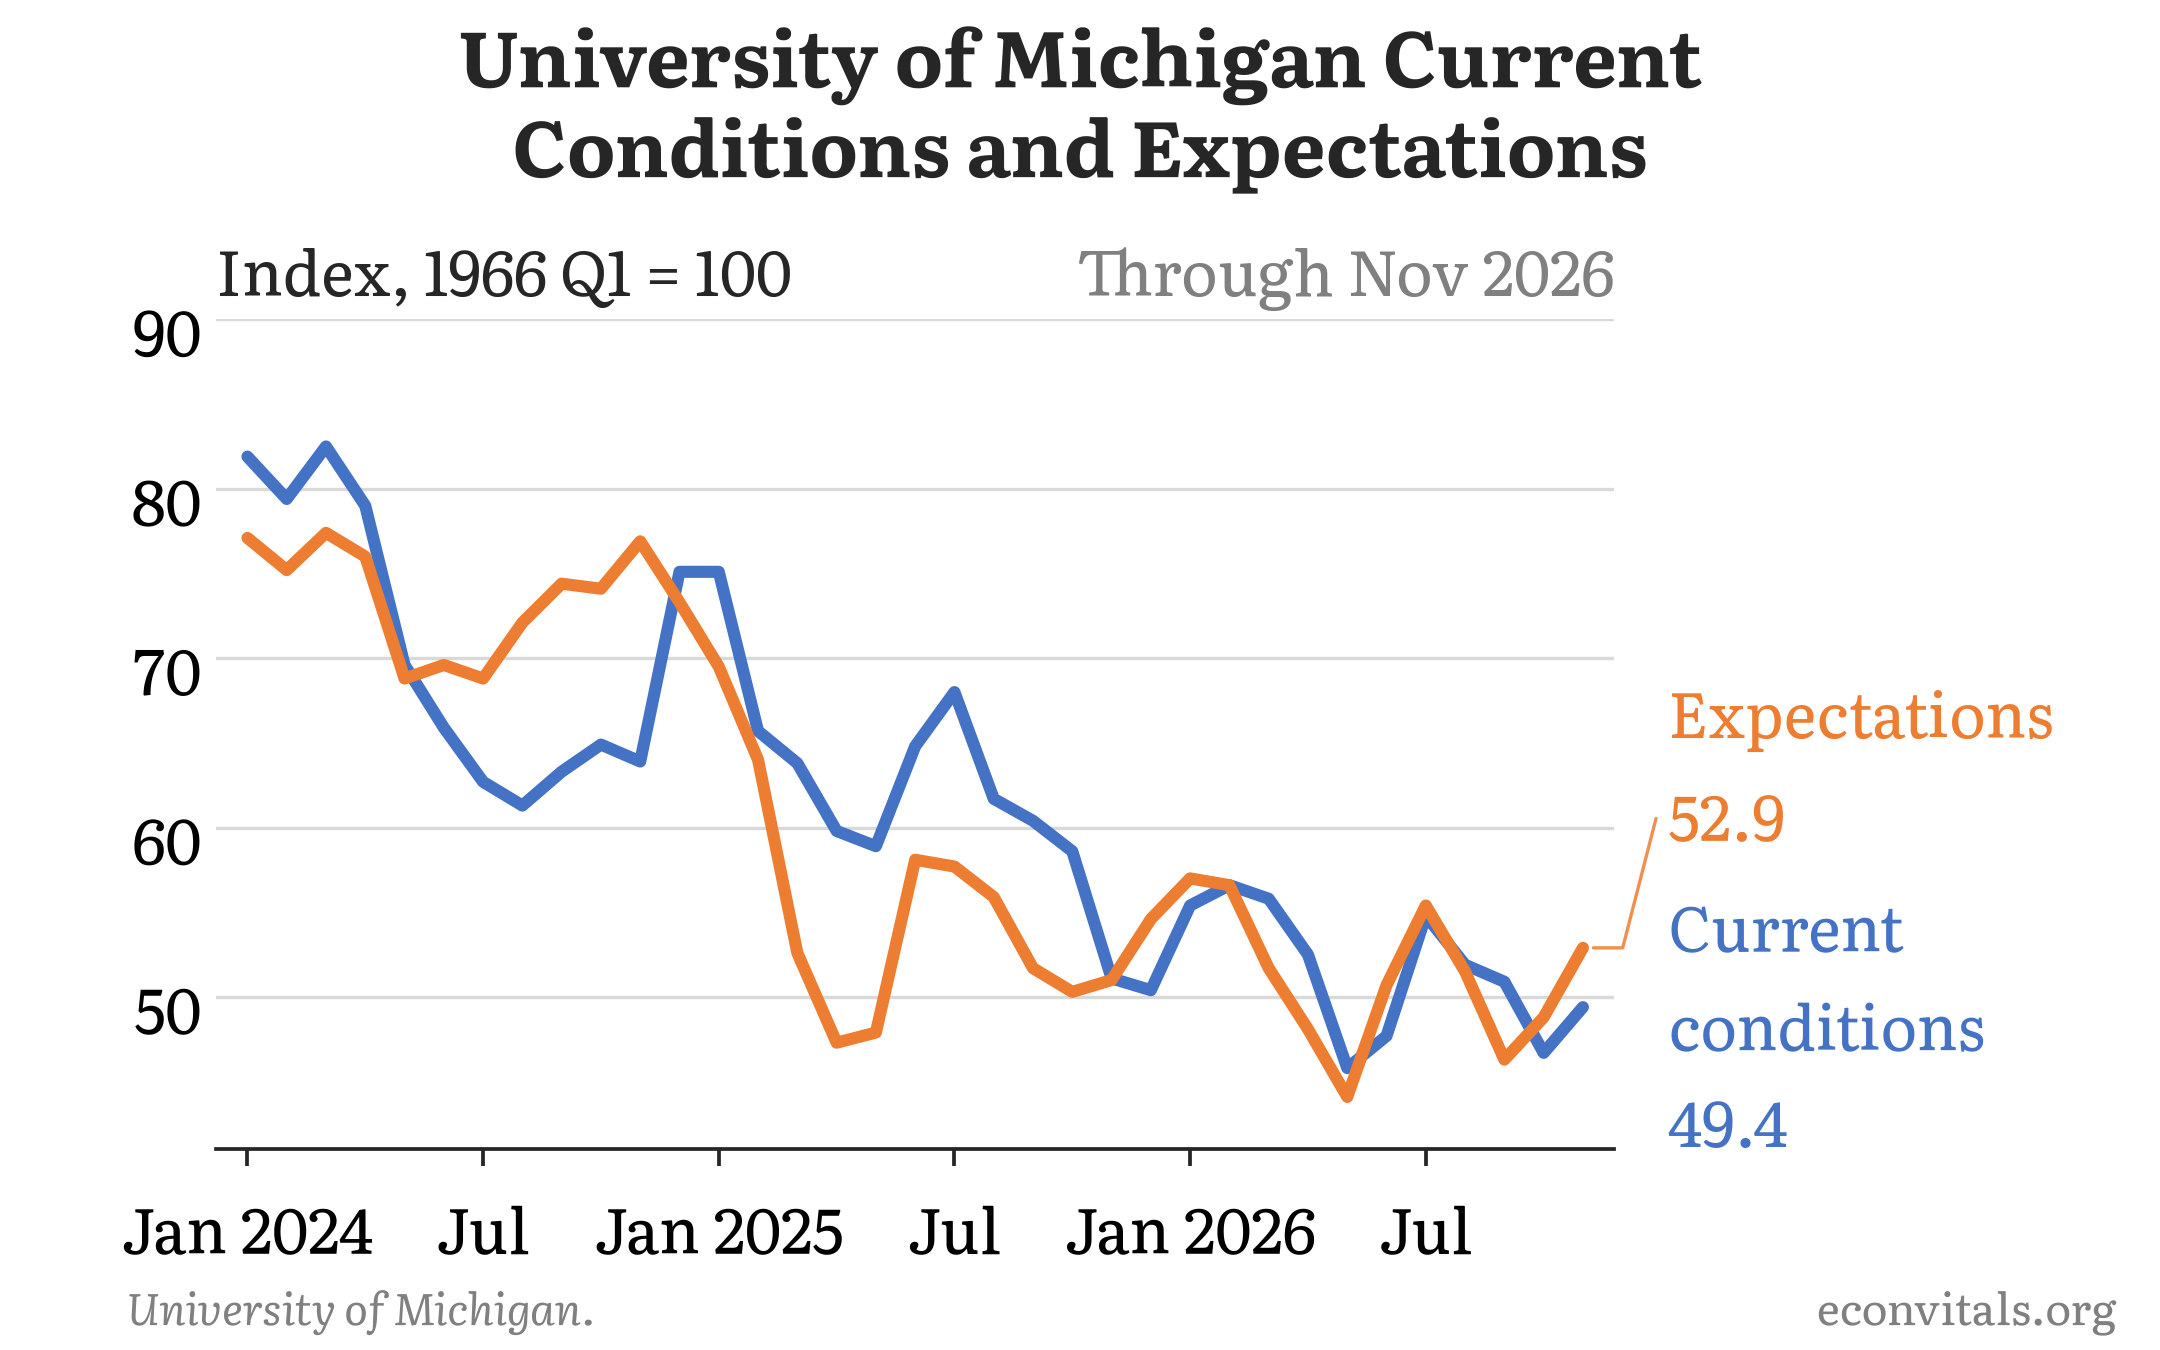 University of Michigan Current
Conditions and Expectations
Index, 1966 Q1 = 100
Through Nov 2026
90
80
70
60
50
Expectations
52.9
Current
conditions
49.4
Jan 2024
Jul
Jan 2025
Jul
Jan 2026
Jul
University of Michigan.
econvitals.org